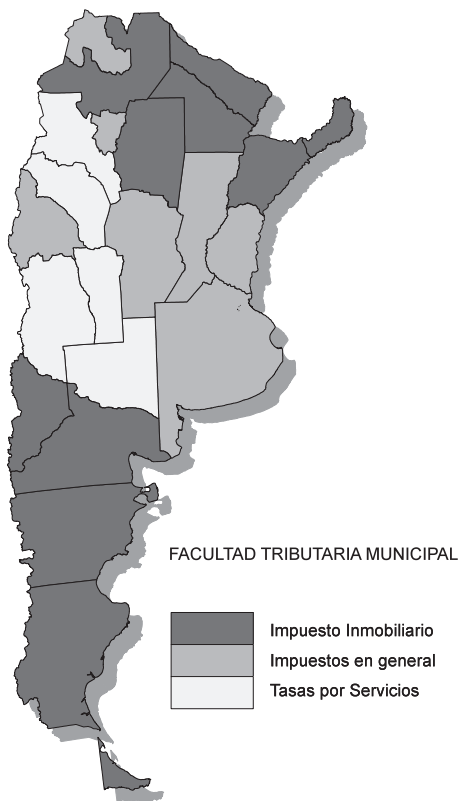 FACULTAD TRIBUTARIA MUNICIPAL
Impuesto Inmobiliario
Impuestos en general
Tasas por Servicios